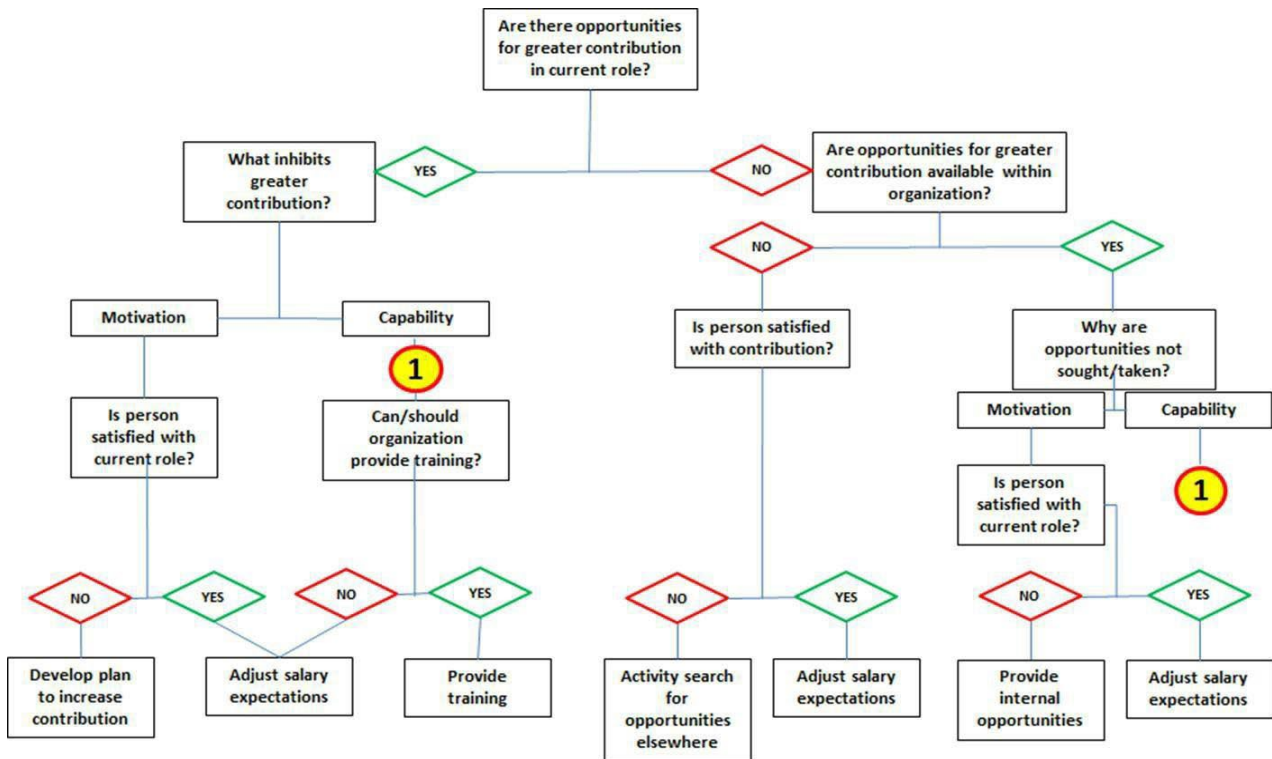 Are there opportunities
for greater contribution
in current role?
What inhibits
greater
contribution?
YES
NO
Are opportunities for greater
contribution available within
organization?
NO
YES
Motivation
Capability
Is person satisfied
with contribution?
Why are
opportunities not
sought/taken?
1
Motivation
Capability
Is person
satisfied with
current role?
Can/should
organization
provide training?
Is person
satisfied with
current role?
1
NO
YES
NO
YES
NO
YES
NO
YES
Develop plan
to increase
contribution
Adjust salary
expectations
Provide
training
Activity search
for
opportunities
elsewhere
Adjust salary
expectations
Provide
internal
opportunities
Adjust salary
expectations